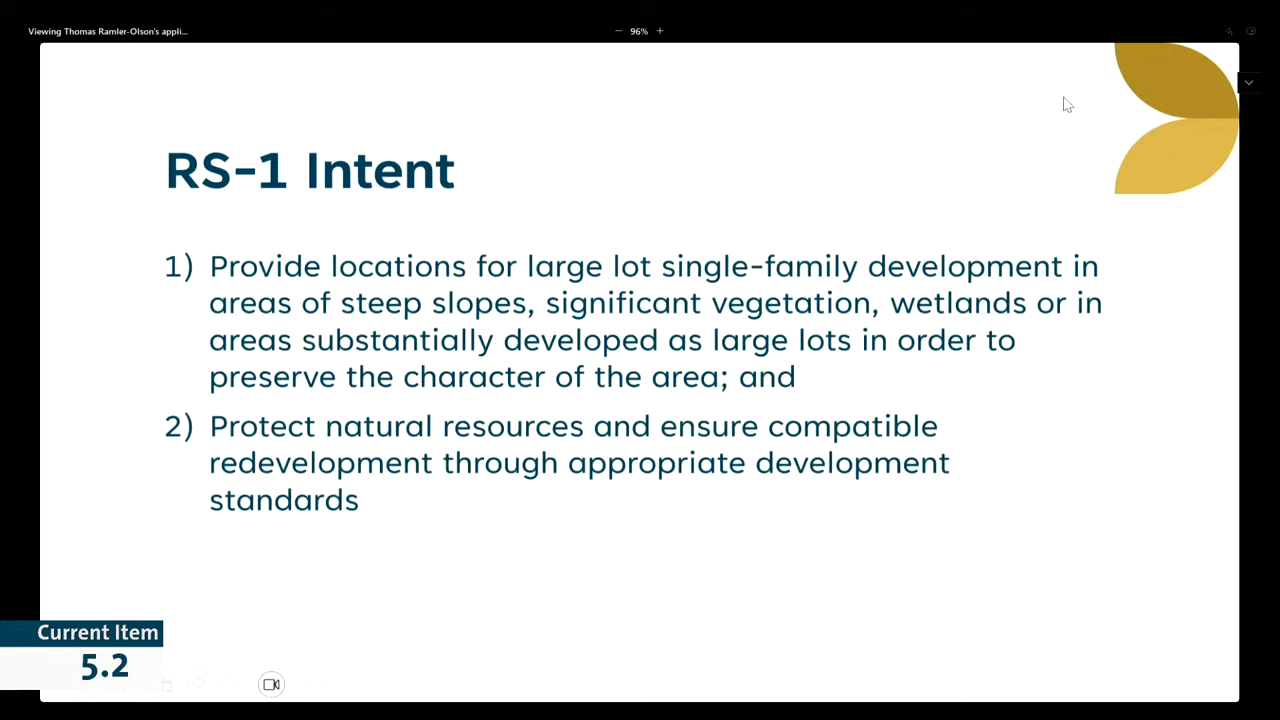 Viewing Thomas Ramler-Olson's appli...
— 96% +
RS-1 Intent
1) Provide locations for large lot single-family development in
areas of steep slopes, significant vegetation, wetlands or in
areas substantially developed as large lots in order to
preserve the character of the area; and
2) Protect natural resources and ensure compatible
redevelopment through appropriate development
standards
Current Item
5.2